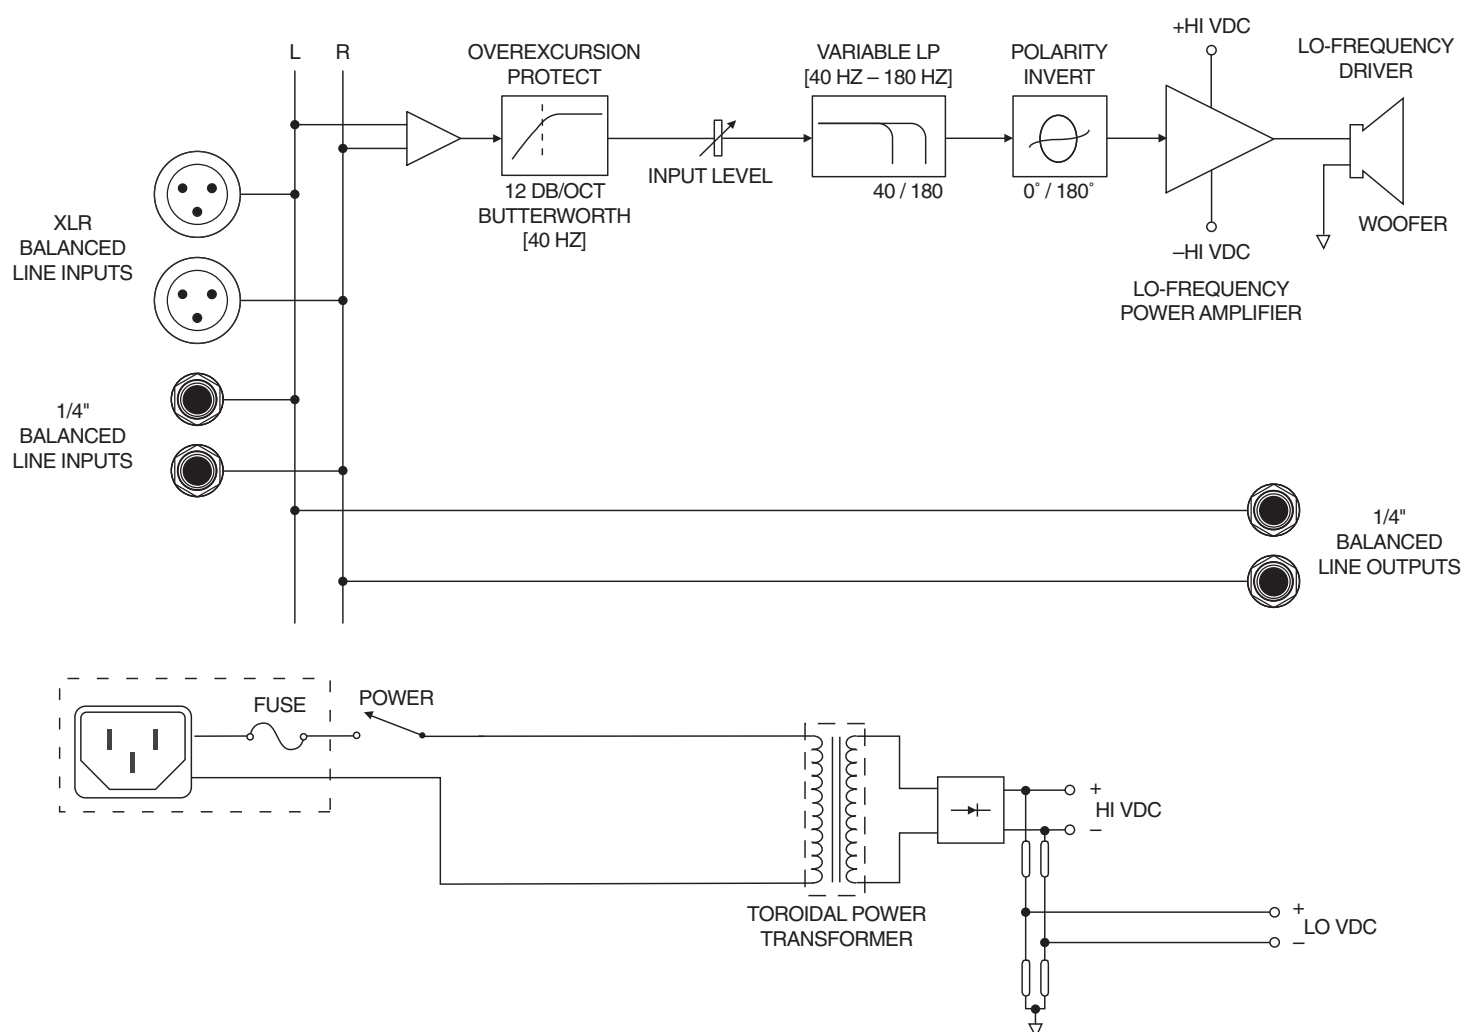 L
R
OVEREXCURSION
PROTECT
12 DB/OCT
BUTTERWORTH
[40 HZ]
INPUT LEVEL
VARIABLE LP
[40 HZ – 180 HZ]
40 / 180
POLARITY
INVERT
0˚ / 180˚
+HI VDC
–HI VDC
LO-FREQUENCY
POWER AMPLIFIER
LO-FREQUENCY
DRIVER
WOOFER
XLR
BALANCED
LINE INPUTS
1/4"
BALANCED
LINE INPUTS
1/4"
BALANCED
LINE OUTPUTS
FUSE
POWER
TOROIDAL POWER
TRANSFORMER
+
HI VDC
–
+
LO VDC
–